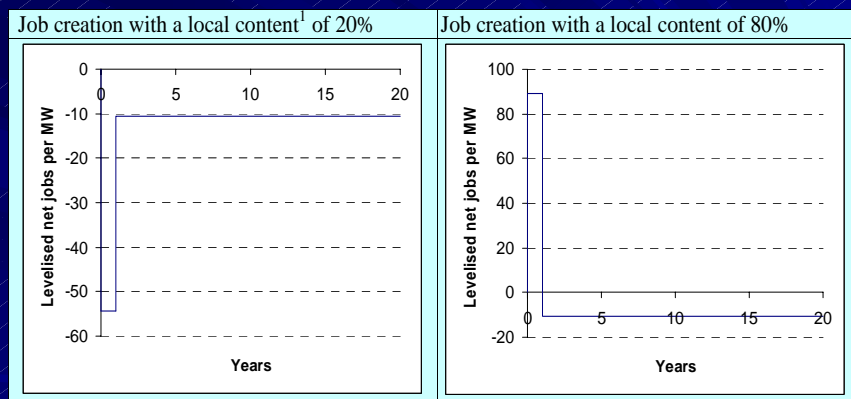 Job creation with a local content¹ of 20%
Job creation with a local content of 80%
Levelised net jobs per MW
0
-10
-20
-30
-40
-50
-60
0 5 10 15 20
Years
Levelised net jobs per MW
100
80
60
40
20
0
-20
0 5 10 15 20
Years